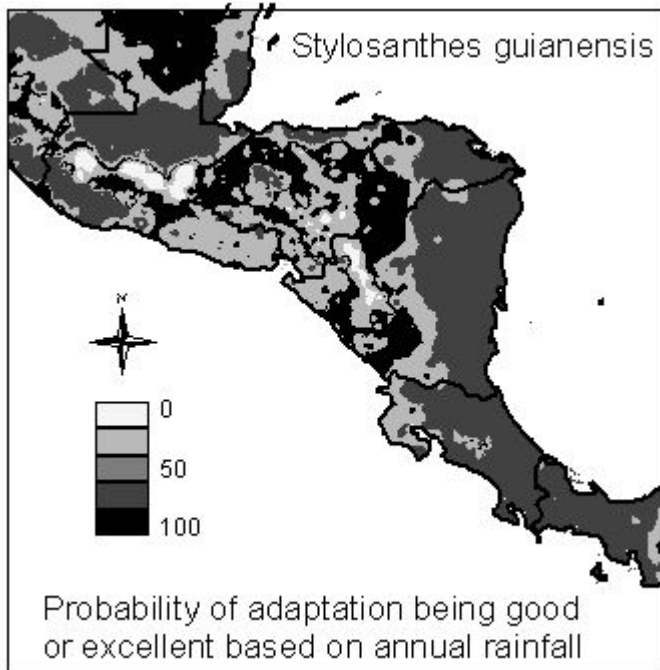 Stylosanthes guianensis
N
0
50
100
Probability of adaptation being good
or excellent based on annual rainfall